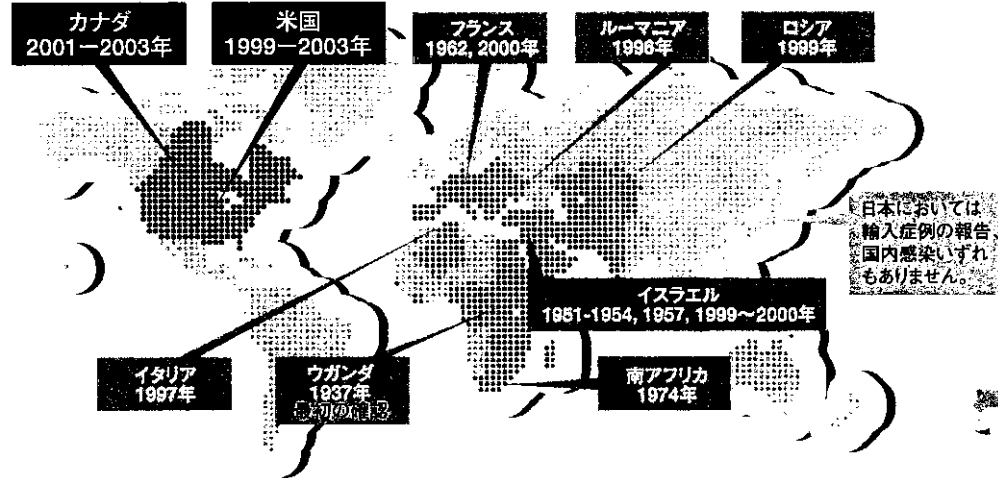 カナダ
2001－2003年
米国
1999－2003年
フランス
1962, 2000年
ルーマニア
1996年
ロシア
1999年
日本においては
輸入症例の報告、
国内感染いずれ
もありません。
イスラエル
1951-1954, 1957, 1999～2000年
イタリア
1997年
ウガンダ
1937年
最初の確認
南アフリカ
1974年